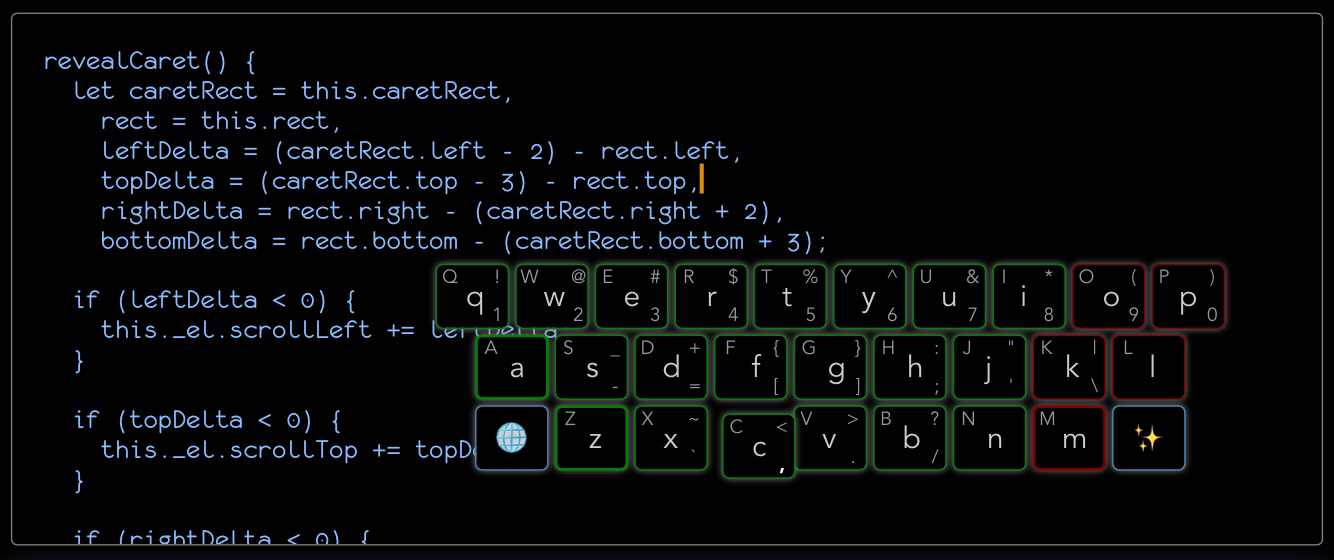 revealCaret() {
let caretRect = this.caretRect,
rect = this.rect,
leftDelta = (caretRect.left - 2) - rect.left,
topDelta = (caretRect.top - 3) - rect.top,
rightDelta = rect.right - (caretRect.right + 2),
bottomDelta = rect.bottom - (caretRect.bottom + 3);
if (leftDelta < 0) {
this._el.scrollLeft += leftDelta
}
if (topDelta < 0) {
this._el.scrollTop += topD
}
if (rightDelta < 0) {
Q ! q 1 W @ w 2 E # e 3 R $ r 4 T % t 5 Y ^ y 6 U & u 7 I * i 8 O ( o 9 P ) p 0
A a S _ s - D + d = F { f [ G } g ] H : h ; J " j ' K | k \ L l
Z z X ~ x ` C < c , V > v . B ? b / N n M m